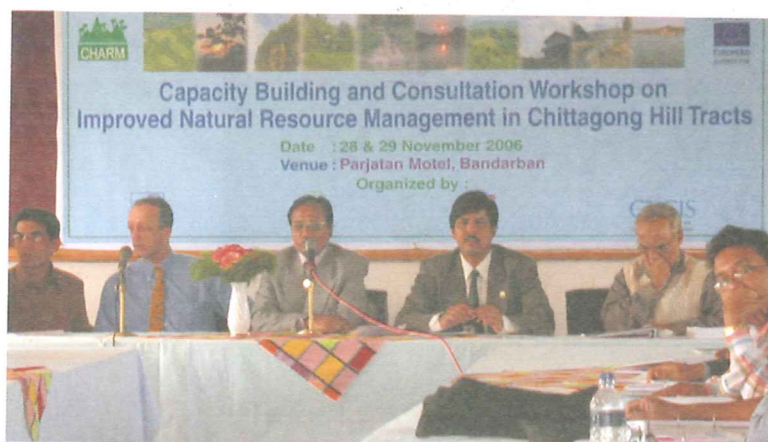 CHARM
Capacity Building and Consultation Workshop on
Improved Natural Resource Management in Chittagong Hill Tracts
Date : 28 & 29 November 2006
Venue : Parjatan Motel, Bandarban
Organized by :